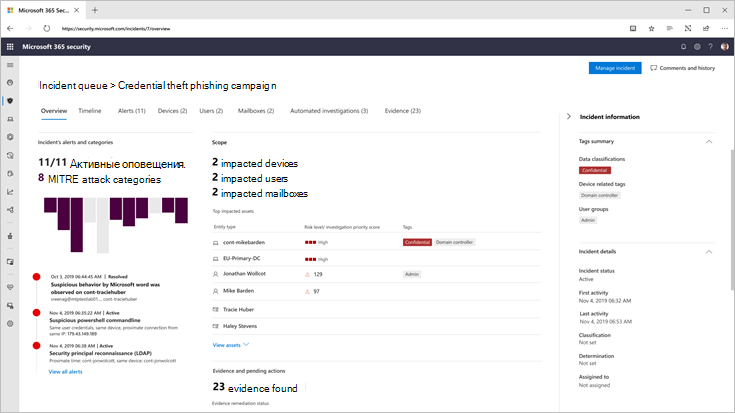 Microsoft 365 Sec...
https://security.microsoft.com/incidents/7/overview
Microsoft 365 security
Manage incident
Comments and history
Incident queue > Credential theft phishing campaign
Overview Timeline Alerts (11) Devices (2) Users (2) Mailboxes (2) Automated investigations (3) Evidence (23)
Incident's alerts and categories
11/11 Активные оповещения.
8 MITRE attack categories
Oct 3, 2019 06:44:45 AM | Resolved
Suspicious behavior by Microsoft word was
observed on cont-traciehuber
Nov 4, 2019 06:35:22 AM | Active
Suspicious powershell commandline
Same user credentials, same device, proximate connection from
same IP: 179.43.149.189
Nov 4, 2019 06:39 AM | Active
Security principal reconnaissance (LDAP)
Proximate time: cont-jonwolcott, same device: cont-jonwolcott
View all alerts
Scope
2 impacted devices
2 impacted users
2 impacted mailboxes
Top impacted assets
Entity type Risk level/ investigation priority score Tags
cont-mikebarden High Confidential Domain controller
EU-Primary-DC High
Jonathan Wollcot 129 Admin
Mike Barden 97
Tracie Huber
Haley Stevens
View assets
Evidence and pending actions
23 evidence found
Evidence remediation status
Incident information
Tags summary
Data classifications
Confidential
Device related tags
Domain controller
User groups
Admin
Incident details
Incident status
Active
First activity
Nov 4, 2019 06:32 AM
Last activity
Nov 4, 2019 06:53 AM
Classification
Not set
Determination
Not set
Assigned to
Not assigned